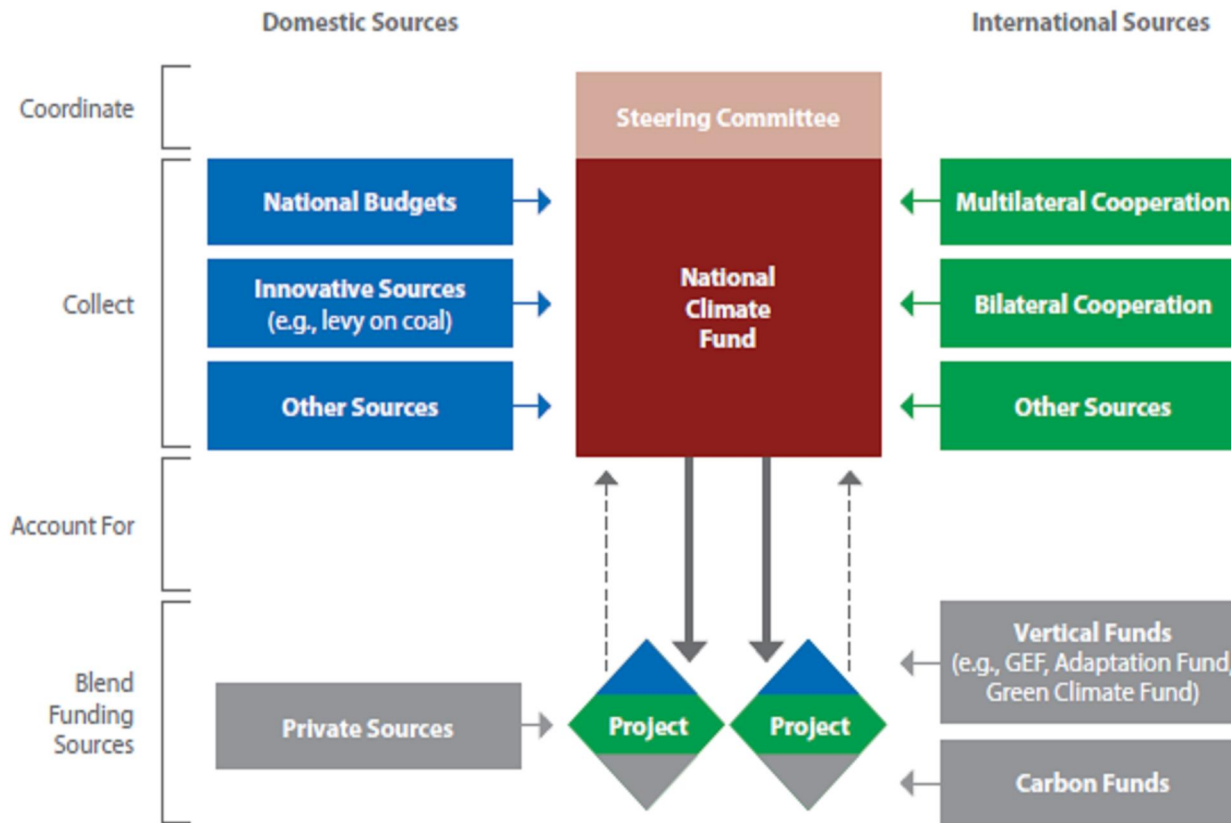 Domestic Sources
International Sources
Coordinate
Steering Committee
National Budgets
Multilateral Cooperation
Collect
Innovative Sources
(e.g., levy on coal)
National
Climate
Fund
Bilateral Cooperation
Other Sources
Other Sources
Account For
Blend
Funding
Sources
Private Sources
Project
Project
Vertical Funds
(e.g., GEF, Adaptation Fund,
Green Climate Fund)
Carbon Funds